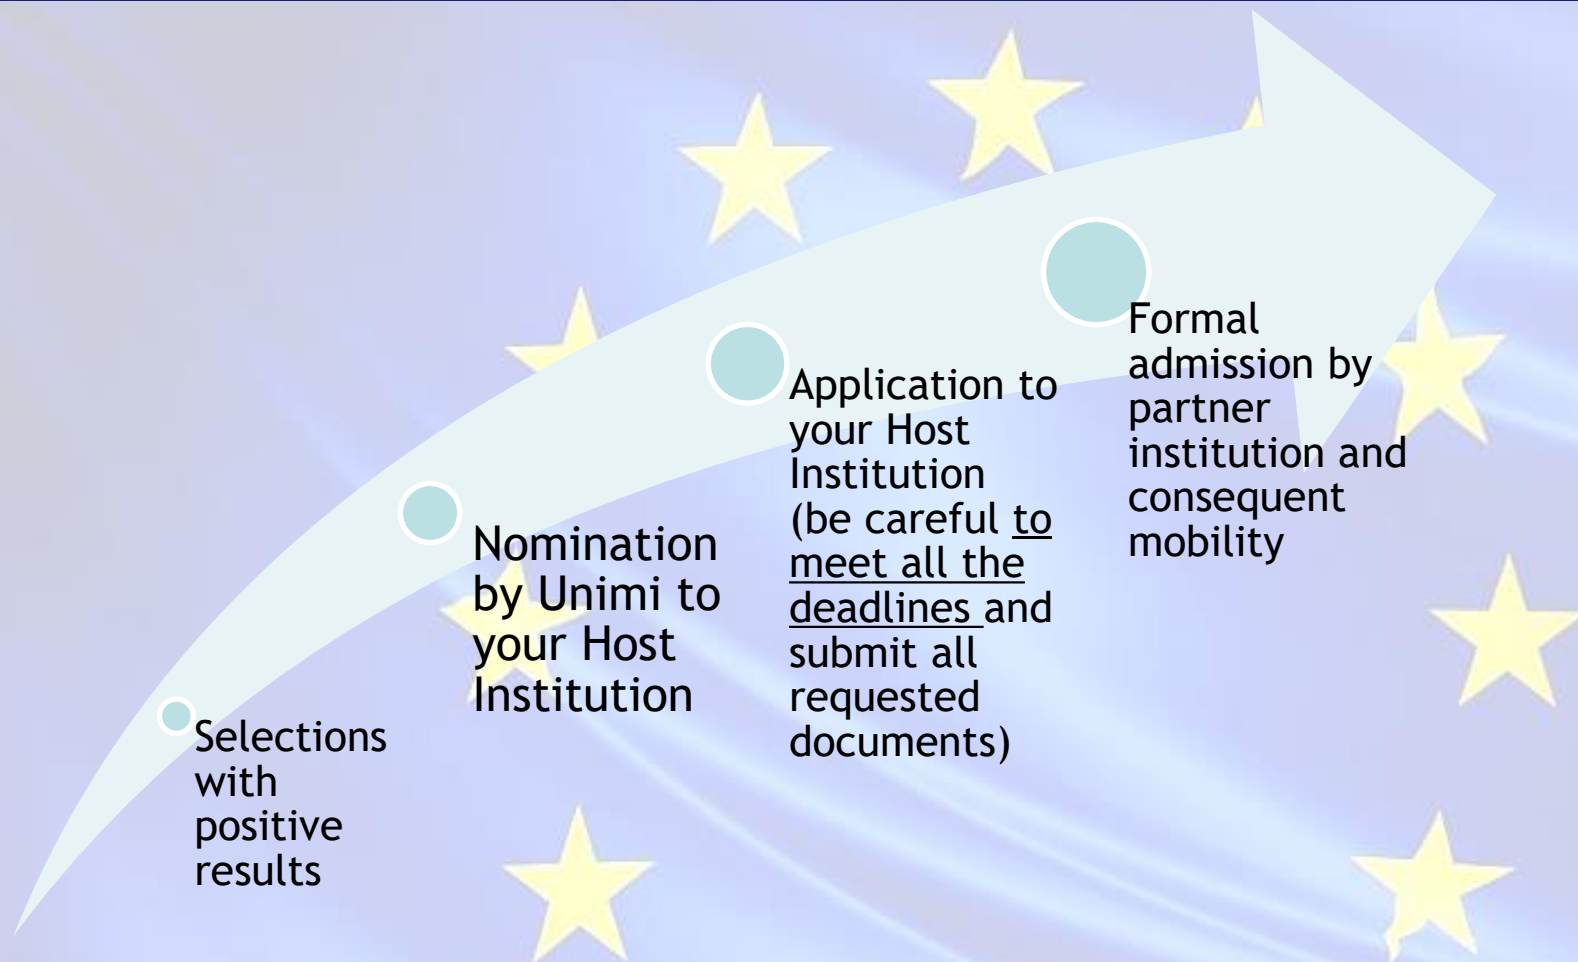 Selections
with
positive
results
Nomination
by Unimi to
your Host
Institution
Application to
your Host
Institution
(be careful to
meet all the
deadlines and
submit all
requested
documents)
Formal
admission by
partner
institution and
consequent
mobility